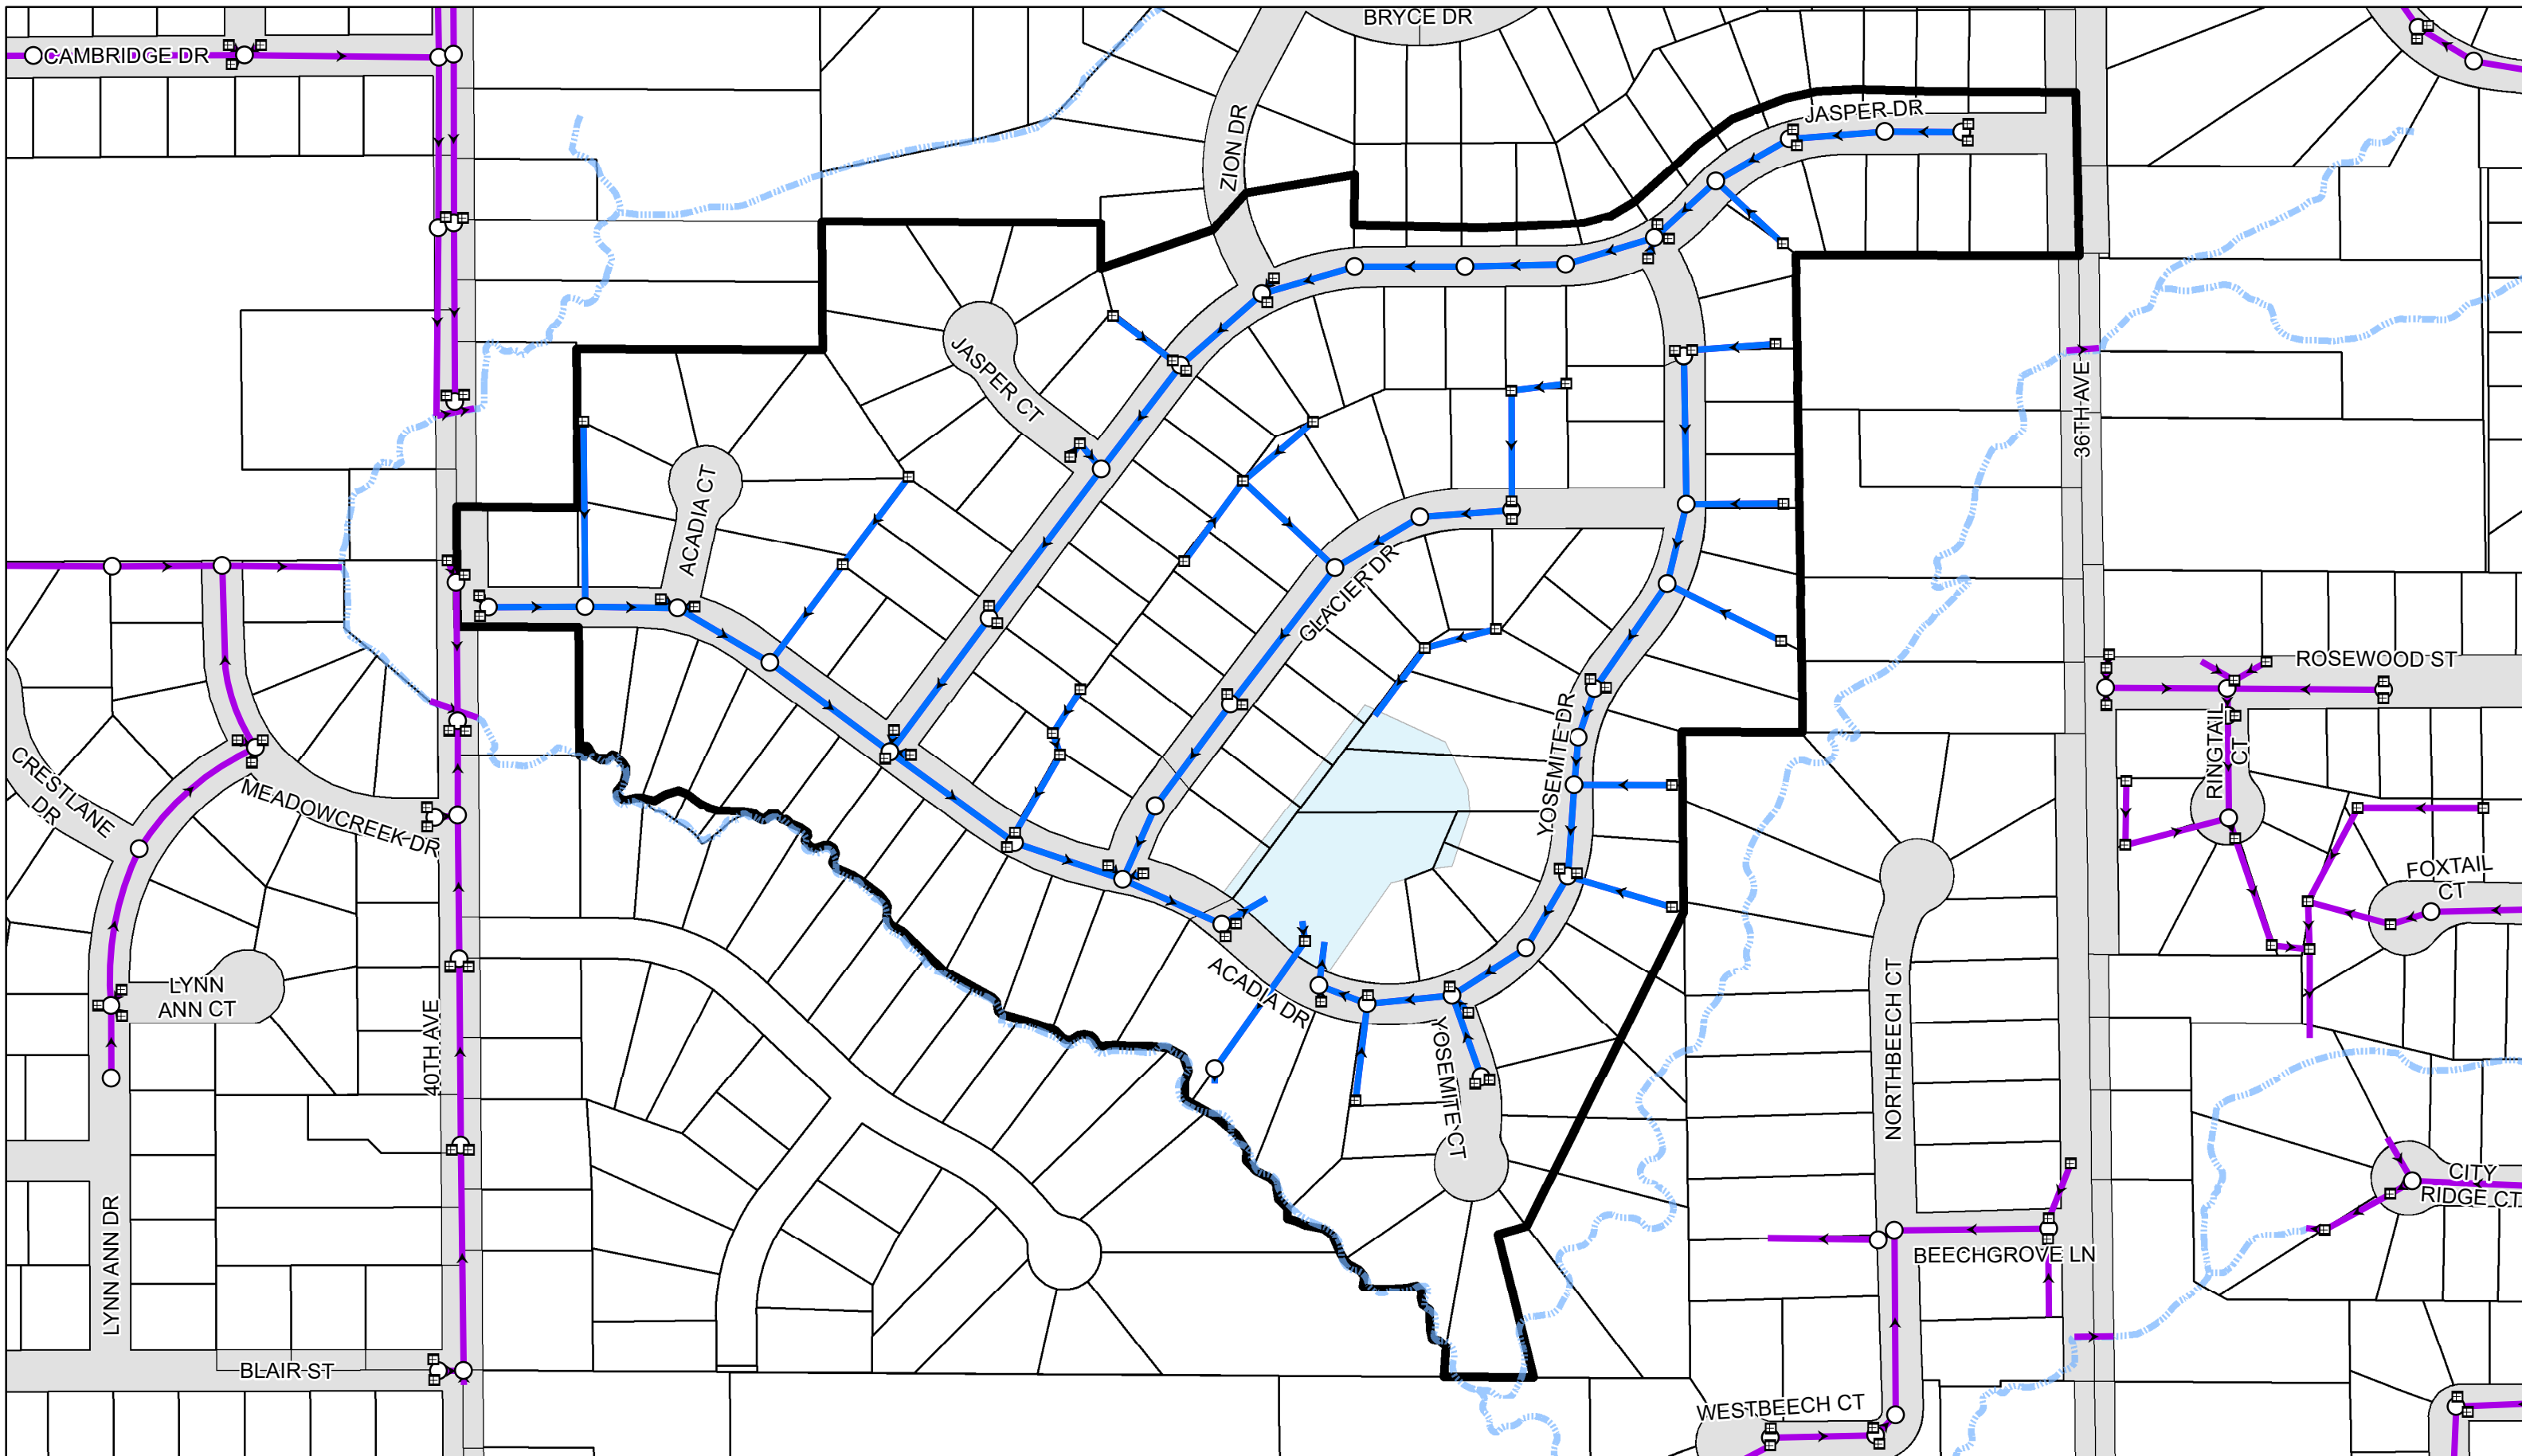 BRYCE DR
CAMBRIDGE DR
JASPER DR
ZION DR
JASPER CT
36TH AVE
ACADIA CT
GLACIER DR
ROSEWOOD ST
YOSEMITE DR
RINGTAIL
CT
CRESTLANE
DR
MEADOWCREEK DR
FOXTAIL
CT
LYNN
ANN CT
ACADIA DR
40TH AVE
YOSEMITE CT
NORTHBEECH CT
CITY
RIDGE CT
LYNN ANN DR
BEECHGROVE LN
BLAIR ST
WESTBEECH CT